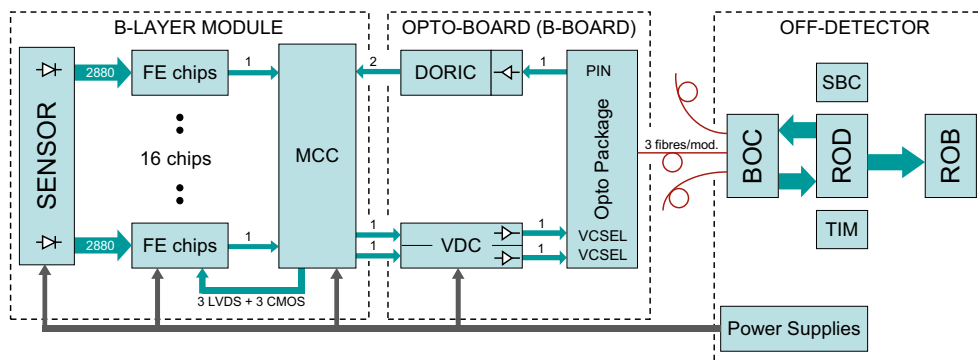 B-LAYER MODULE
OPTO-BOARD (B-BOARD)
OFF-DETECTOR
SENSOR
2880
FE chips
1
16 chips
2880
FE chips
1
MCC
3 LVDS + 3 CMOS
2
DORIC
1
PIN
Opto Package
1
1
VDC
1
1
VCSEL
VCSEL
3 fibres/mod.
BOC
SBC
ROD
TIM
ROB
Power Supplies